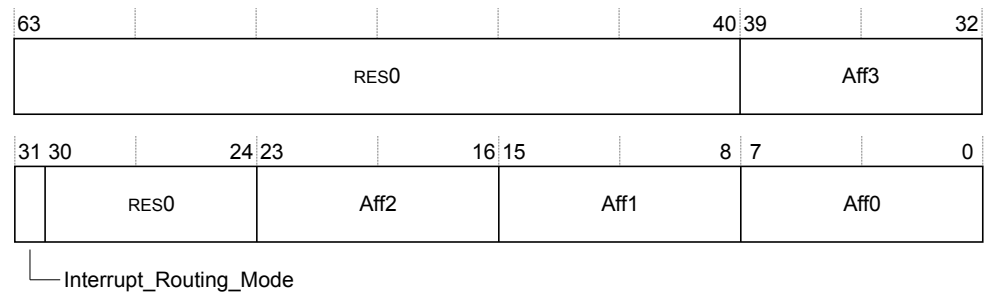 63 40 39 32
RES0 Aff3
31 30 24 23 16 15 8 7 0
RES0 Aff2 Aff1 Aff0
Interrupt_Routing_Mode